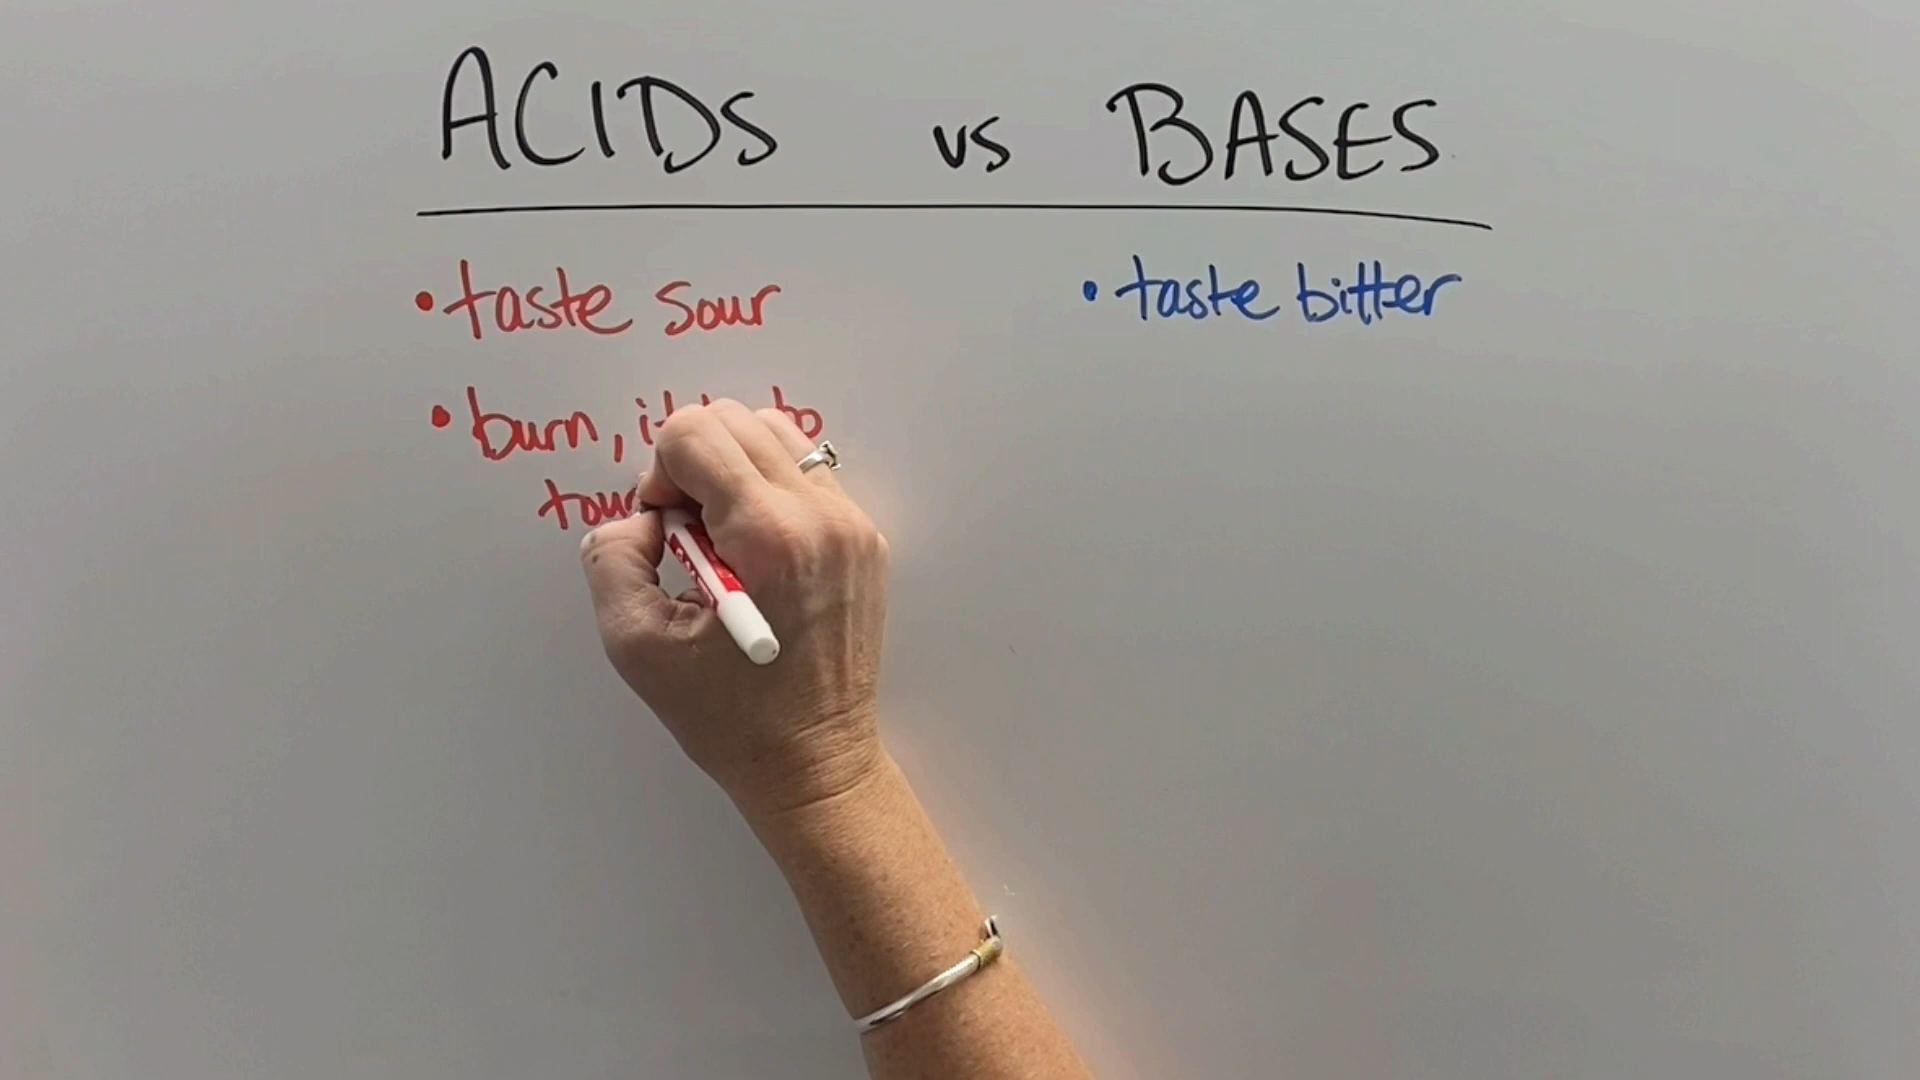 ACIDS vs BASES
• taste sour
• taste bitter
• burn,